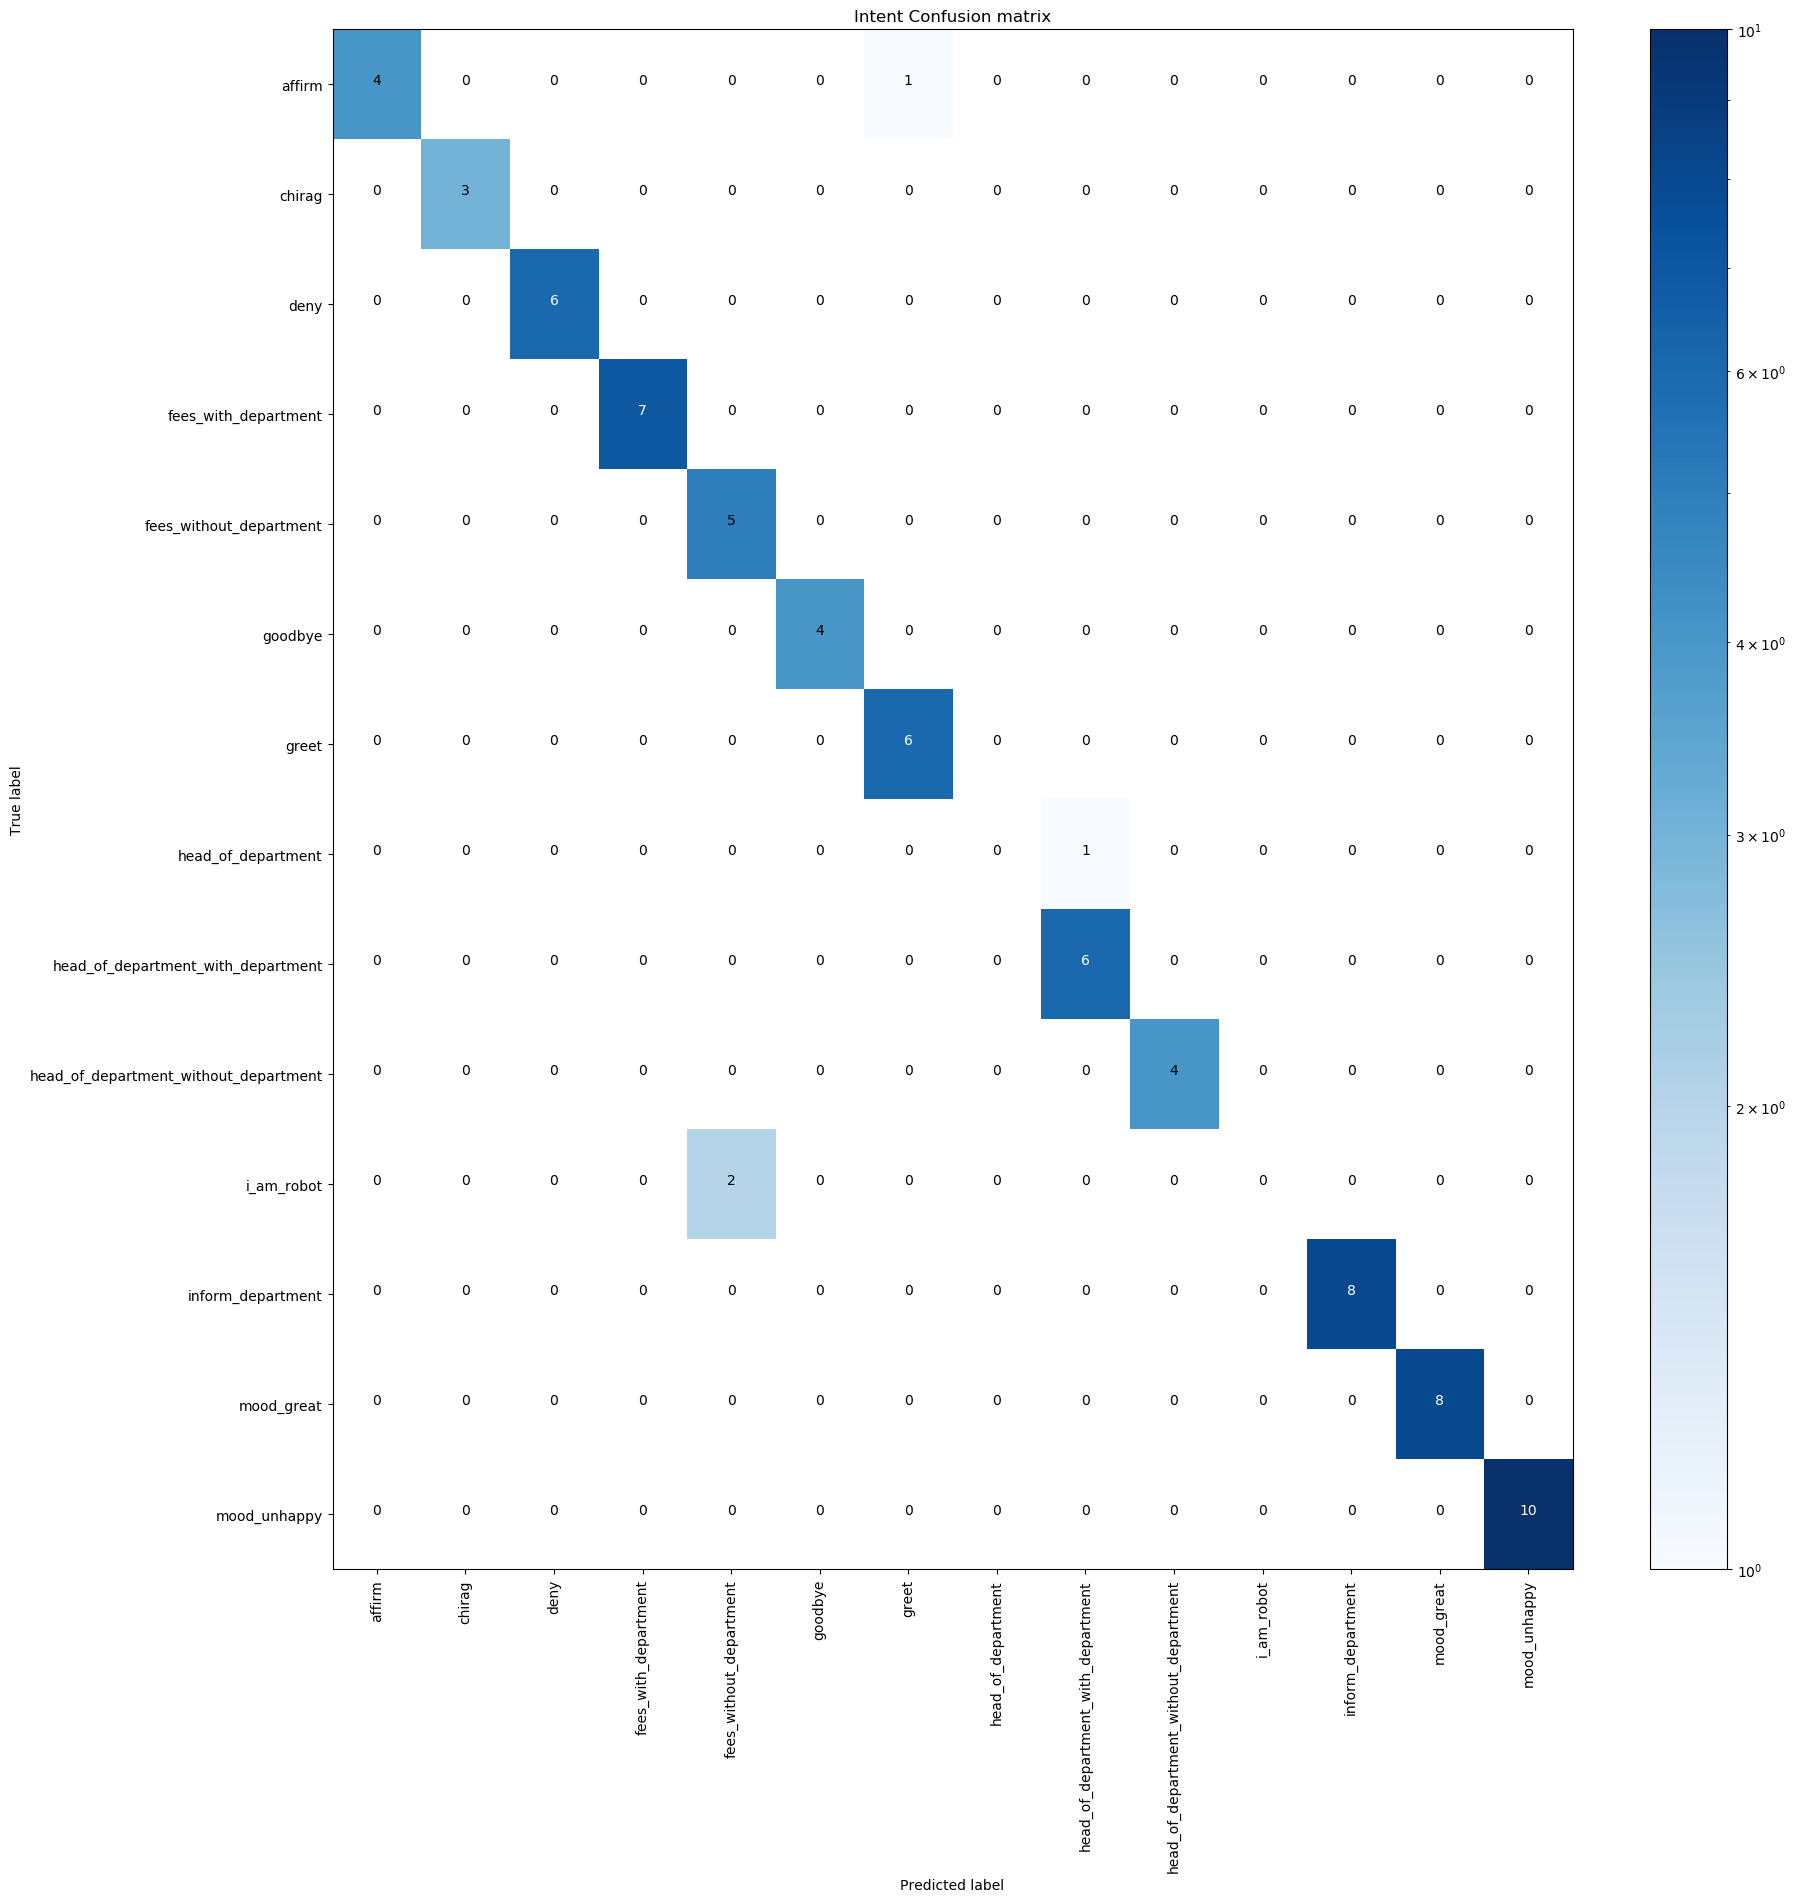 Intent Confusion matrix
True label
affirm 4 0 0 0 0 0 1 0 0 0 0 0 0 0
chirag 0 3 0 0 0 0 0 0 0 0 0 0 0 0
deny 0 0 6 0 0 0 0 0 0 0 0 0 0 0
fees_with_department 0 0 0 7 0 0 0 0 0 0 0 0 0 0
fees_without_department 0 0 0 0 5 0 0 0 0 0 0 0 0 0
goodbye 0 0 0 0 0 4 0 0 0 0 0 0 0 0
greet 0 0 0 0 0 0 6 0 0 0 0 0 0 0
head_of_department 0 0 0 0 0 0 0 0 1 0 0 0 0 0
head_of_department_with_department 0 0 0 0 0 0 0 0 6 0 0 0 0 0
head_of_department_without_department 0 0 0 0 0 0 0 0 0 4 0 0 0 0
i_am_robot 0 0 0 0 2 0 0 0 0 0 0 0 0 0
inform_department 0 0 0 0 0 0 0 0 0 0 0 8 0 0
mood_great 0 0 0 0 0 0 0 0 0 0 0 0 8 0
mood_unhappy 0 0 0 0 0 0 0 0 0 0 0 0 0 10
affirm
chirag
deny
fees_with_department
fees_without_department
goodbye
greet
head_of_department
head_of_department_with_department
head_of_department_without_department
i_am_robot
inform_department
mood_great
mood_unhappy
Predicted label
10¹
6 × 10⁰
4 × 10⁰
3 × 10⁰
2 × 10⁰
10⁰